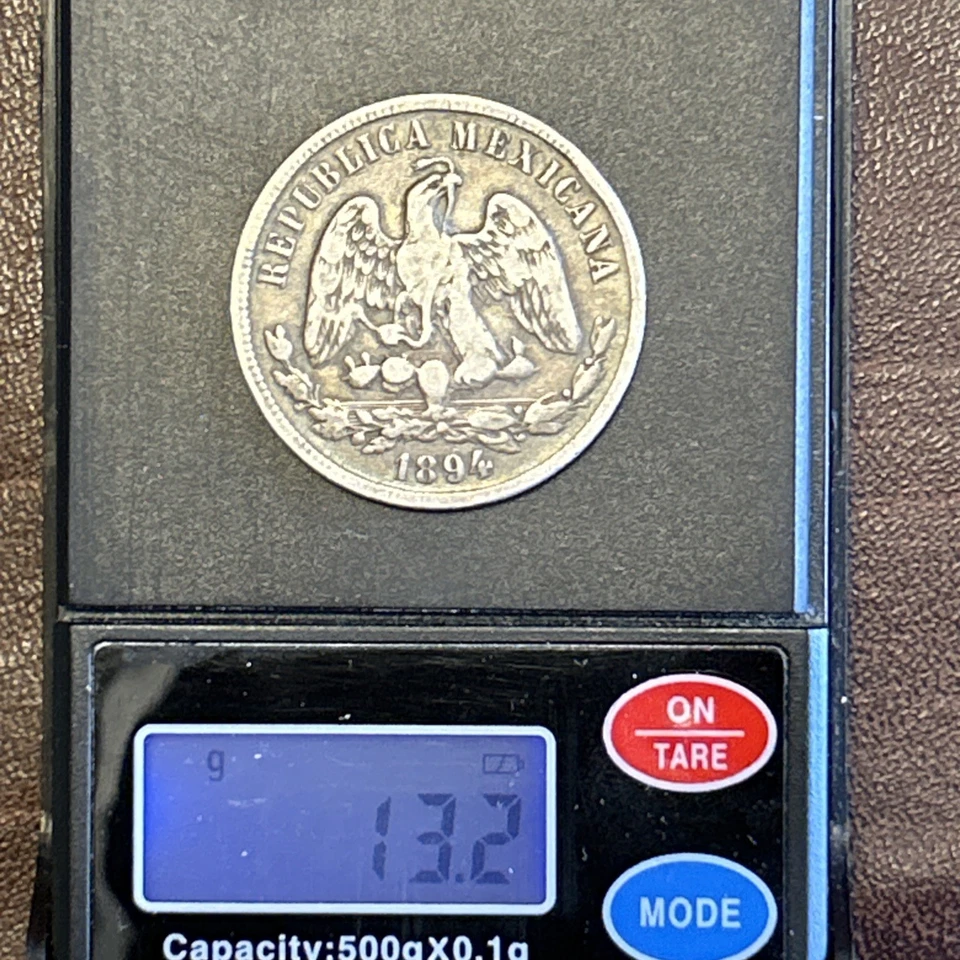 REPUBLICA MEXICANA
1894
ON
TARE
g
13.2
MODE
Capacity:500gX0.1g